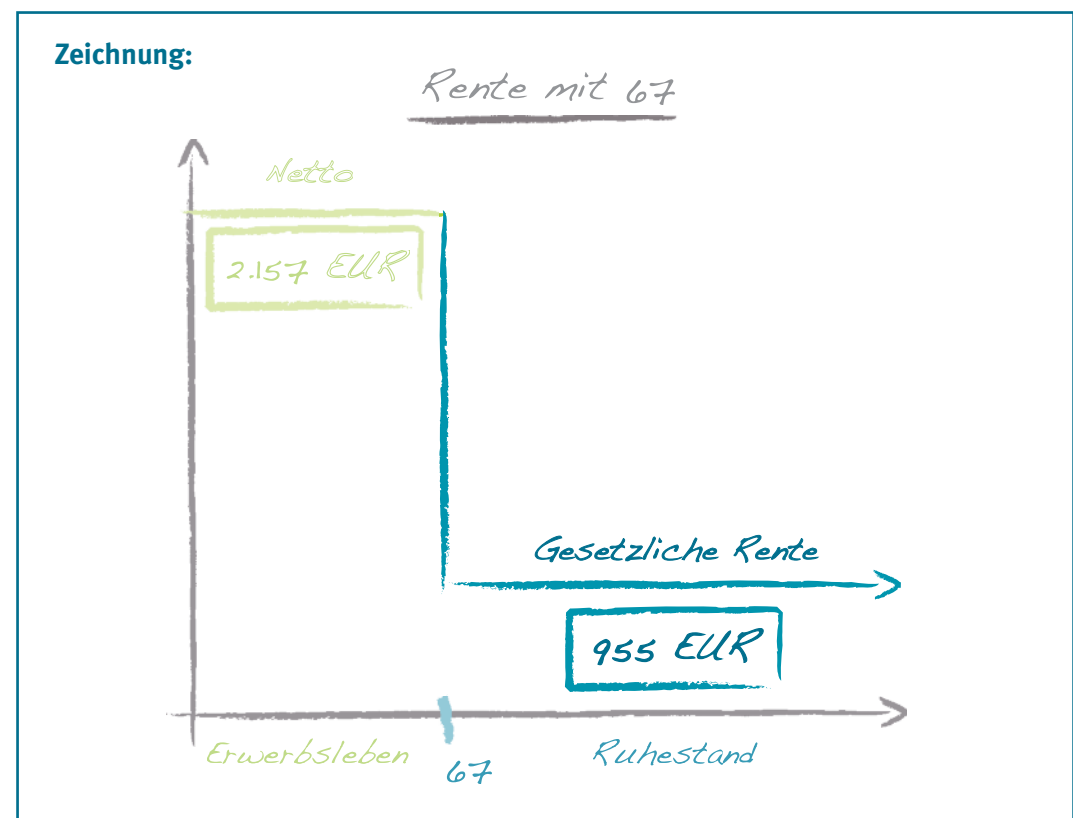 Zeichnung:
Rente mit 67
Netto
2.157 EUR
Gesetzliche Rente
955 EUR
Erwerbsleben
67
Ruhestand